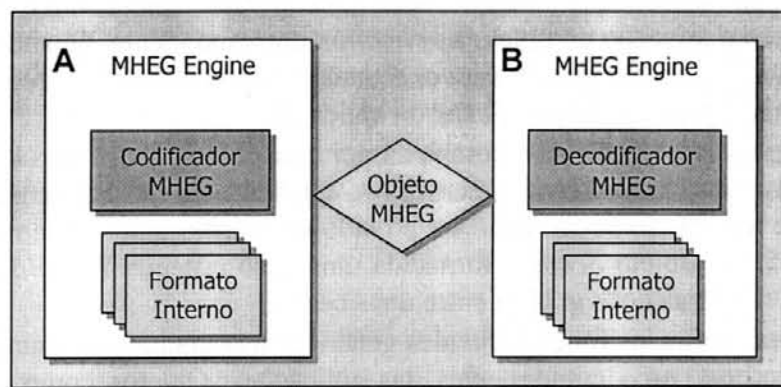 A
MHEG Engine
Codificador
MHEG
Formato
Interno
Objeto
MHEG
B
MHEG Engine
Decodificador
MHEG
Formato
Interno